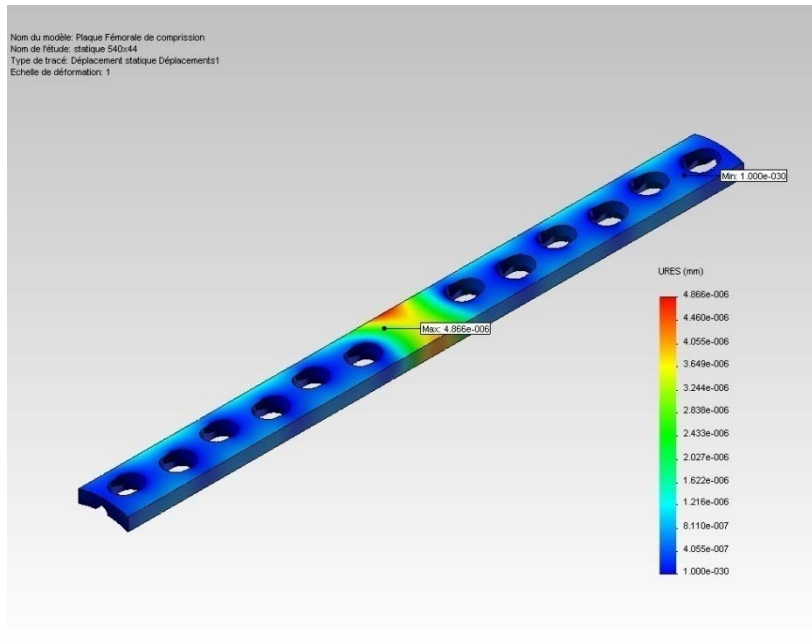 Nom du modèle: Plaque Fémorale de comprission
Nom de l'étude: statique 540x44
Type de tracé: Déplacement statique Déplacements1
Echelle de déformation: 1
Min: 1.000e-030
URES (mm)
4.866e-006
4.460e-006
4.055e-006
3.649e-006
3.244e-006
2.838e-006
2.433e-006
2.027e-006
1.622e-006
1.216e-006
8.110e-007
4.055e-007
1.000e-030
Max: 4.866e-006